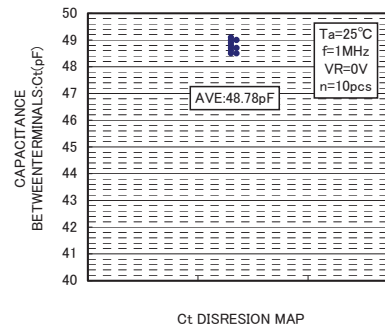 50
49
48
47
46
45
44
43
42
41
40
CAPACITANCE
BETWEENTERMINALS:Ct(pF)
Ta=25℃
f=1MHz
VR=0V
n=10pcs
AVE:48.78pF
Ct DISRESION MAP